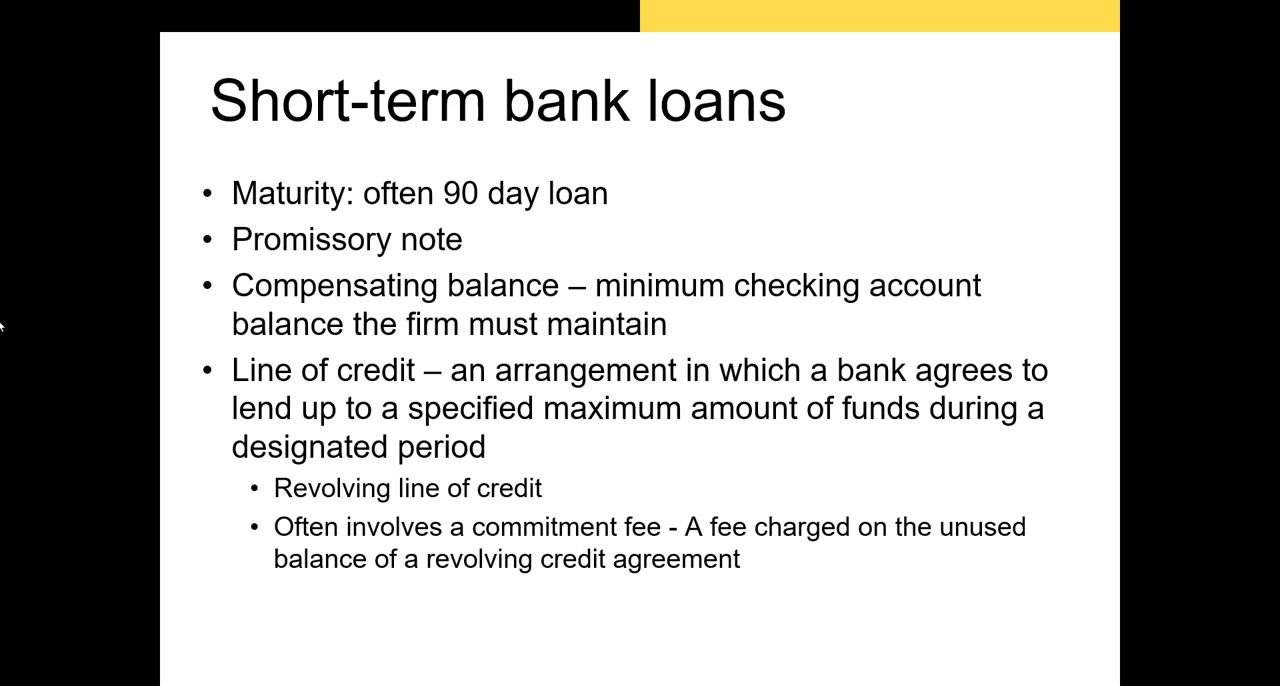 Short-term bank loans
• Maturity: often 90 day loan
• Promissory note
• Compensating balance – minimum checking account
balance the firm must maintain
• Line of credit – an arrangement in which a bank agrees to
lend up to a specified maximum amount of funds during a
designated period
• Revolving line of credit
• Often involves a commitment fee - A fee charged on the unused
balance of a revolving credit agreement